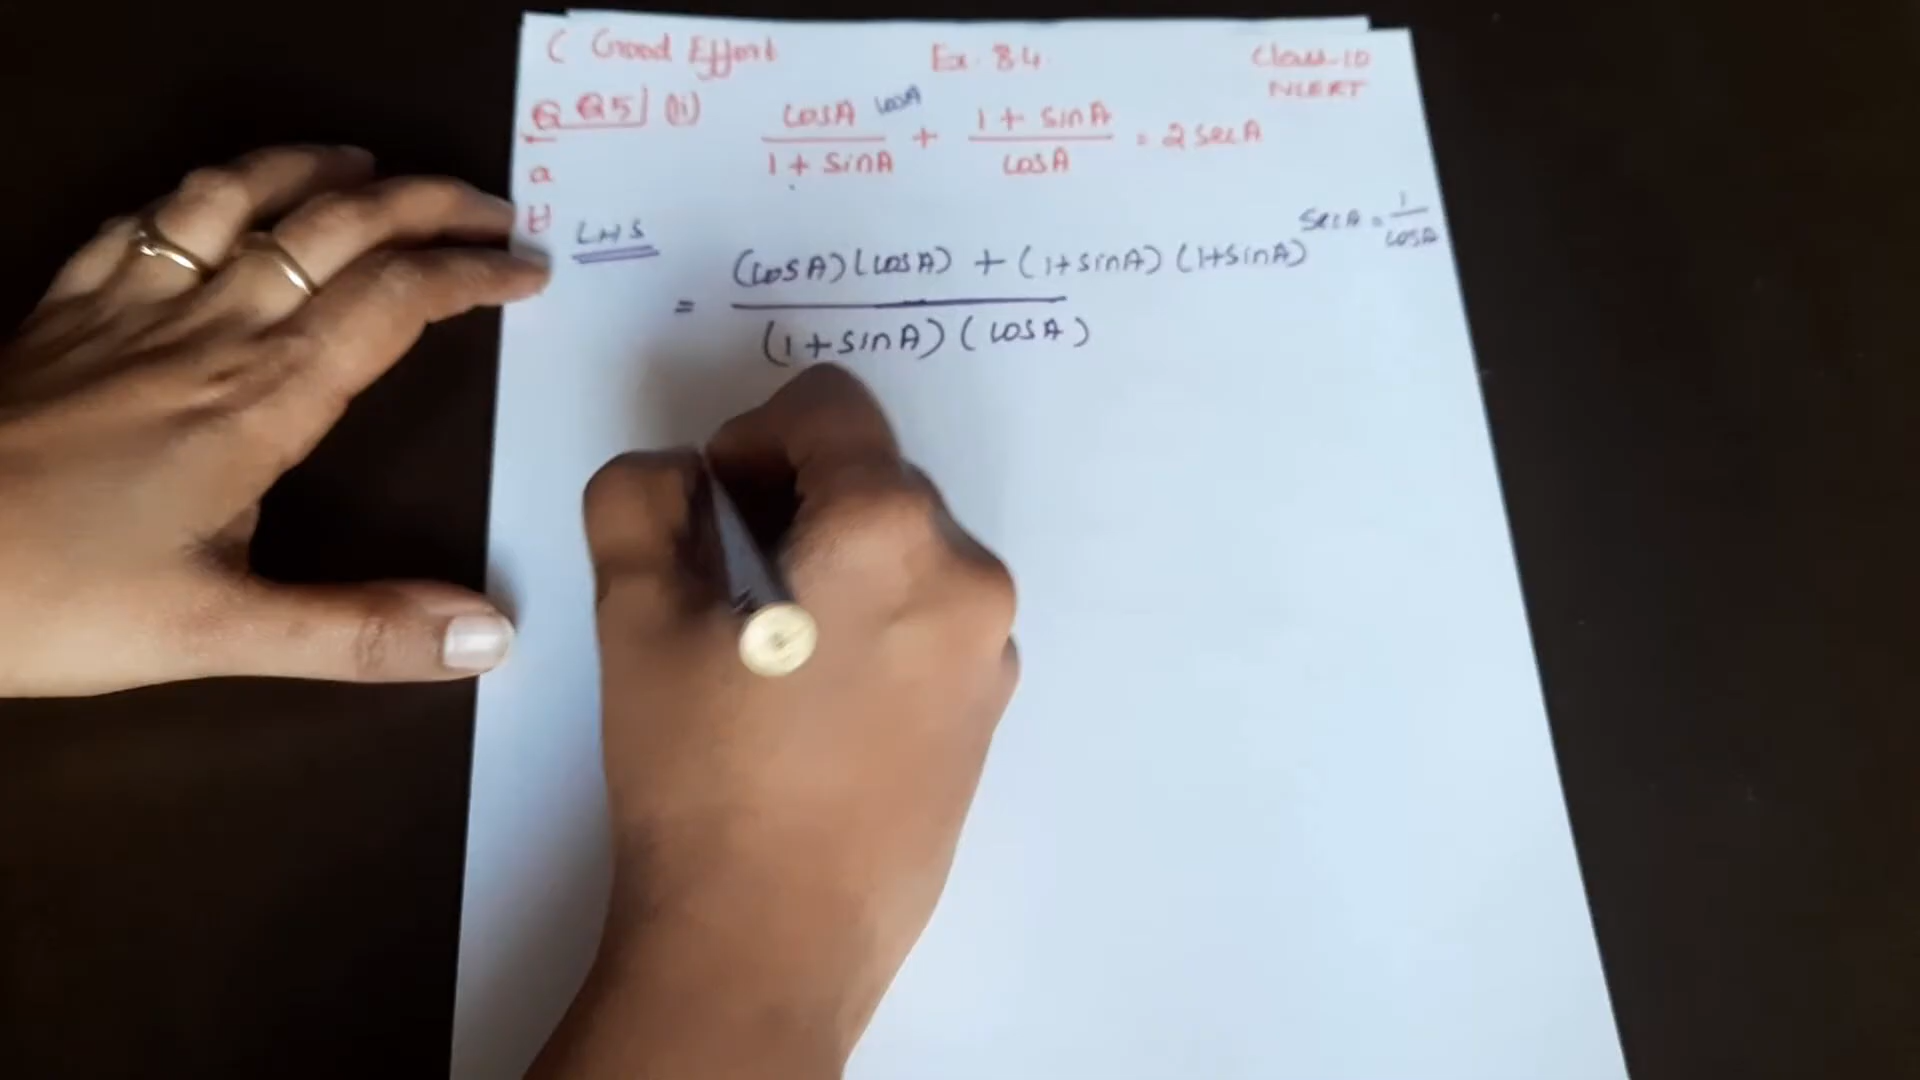 ( Good Effort Ex. 8.4. Class-10
NCERT
Q Q5 (ii) cosA cosA / 1 + sinA + 1 + sinA / cosA = 2 secA
a
LHS
secA = 1 / cosA
= (cosA)(cosA) + (1+sinA)(1+sinA) / (1+sinA)(cosA)